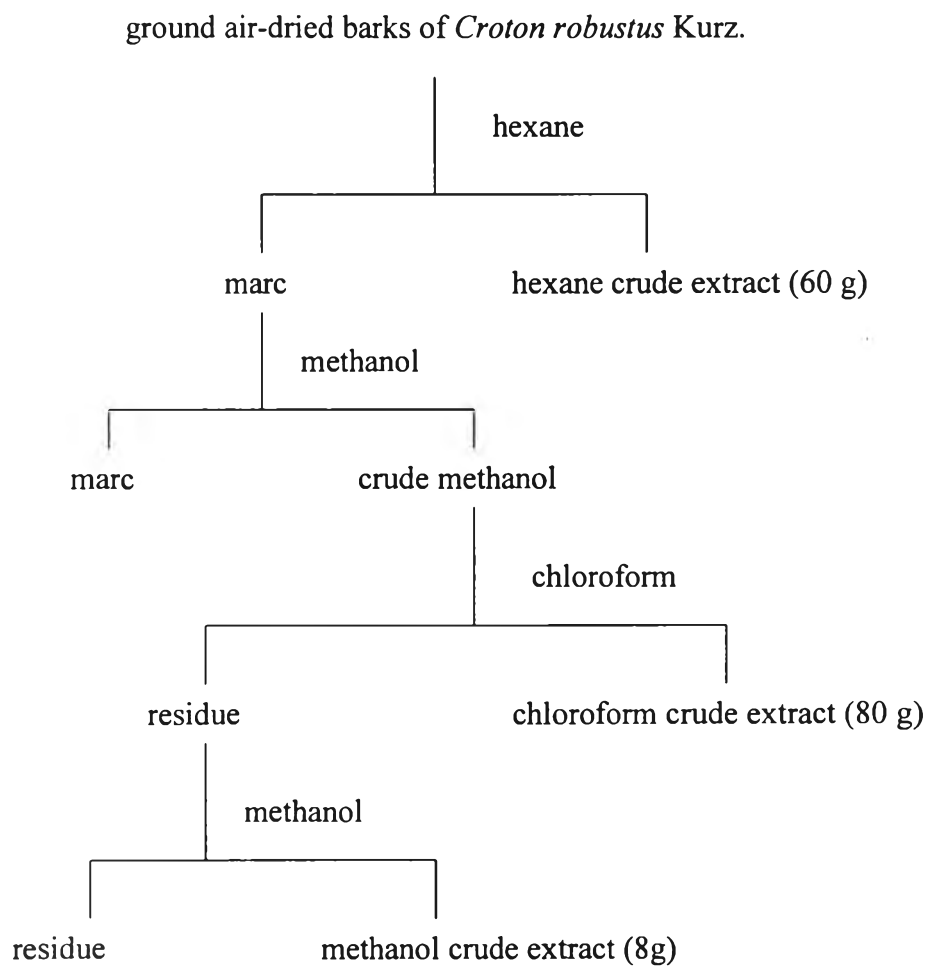 ground air-dried barks of Croton robustus Kurz.
hexane
marc
hexane crude extract (60 g)
methanol
marc
crude methanol
chloroform
residue
chloroform crude extract (80 g)
methanol
residue
methanol crude extract (8g)